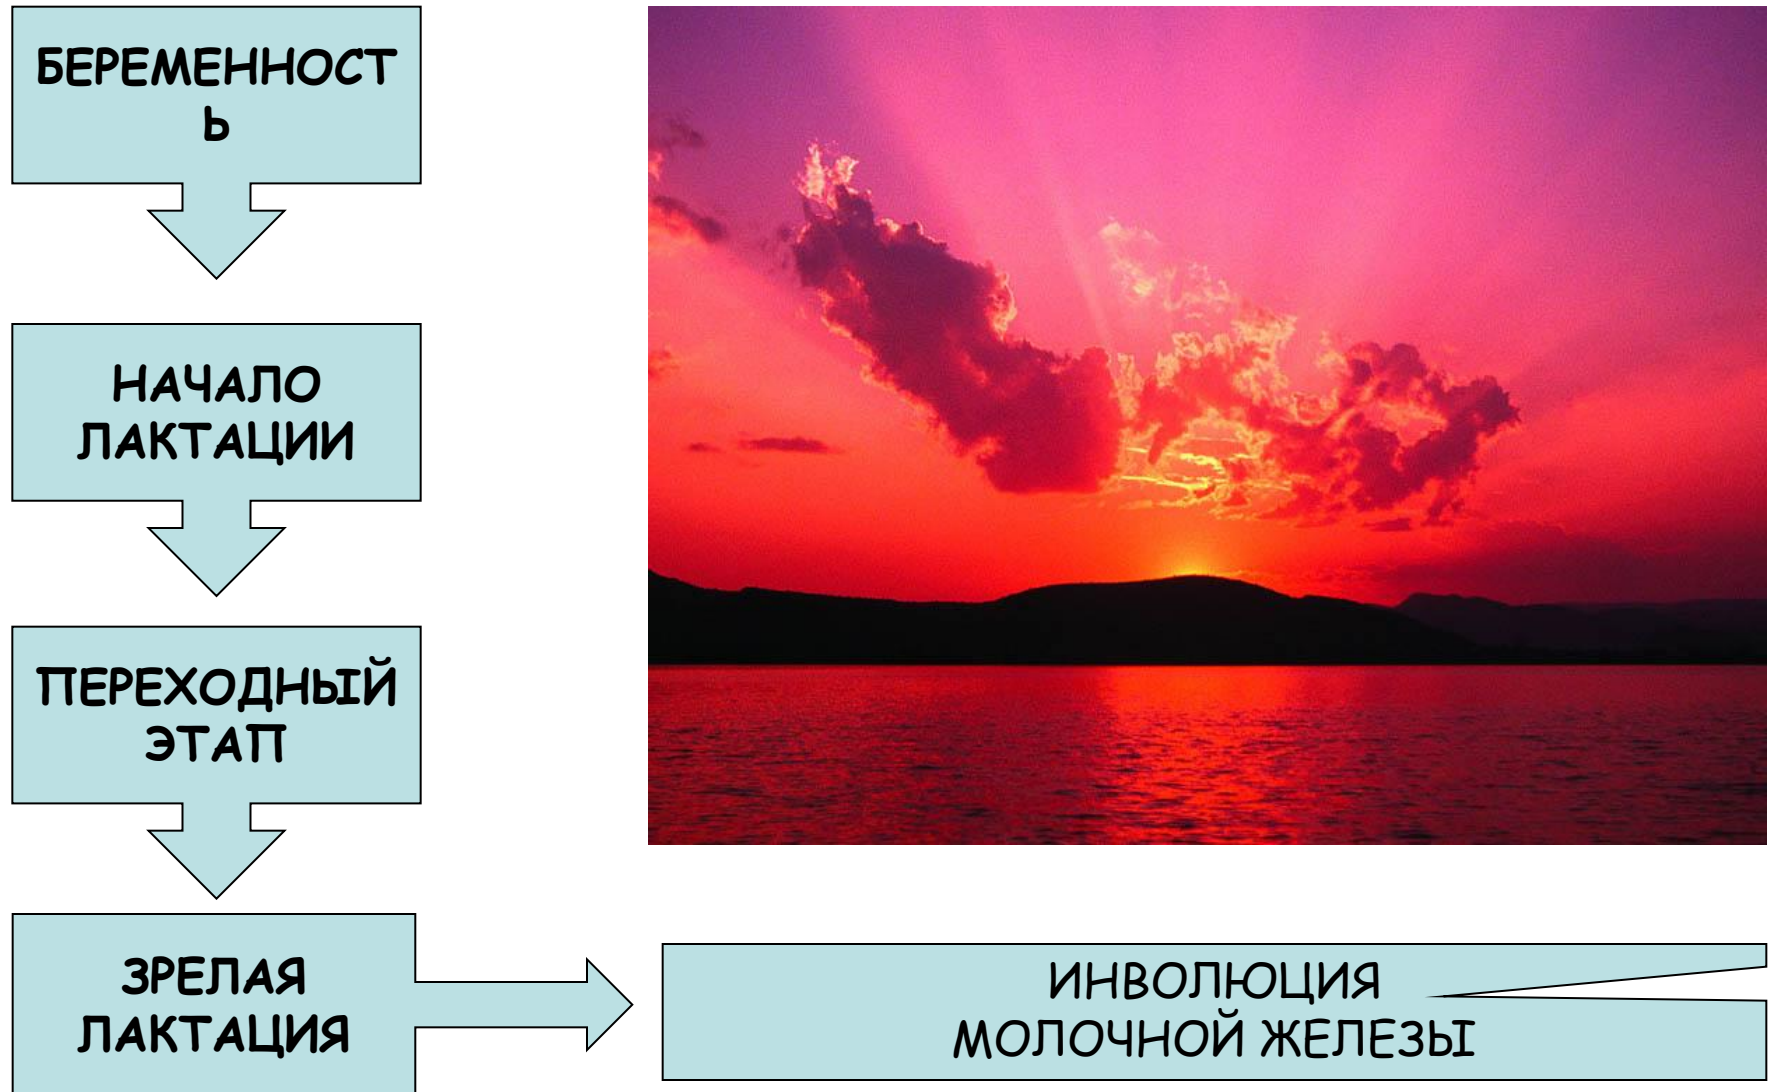 БЕРЕМЕННОСТ
Ь
НАЧАЛО
ЛАКТАЦИИ
ПЕРЕХОДНЫЙ
ЭТАП
ЗРЕЛАЯ
ЛАКТАЦИЯ
ИНВОЛЮЦИЯ
МОЛОЧНОЙ ЖЕЛЕЗЫ